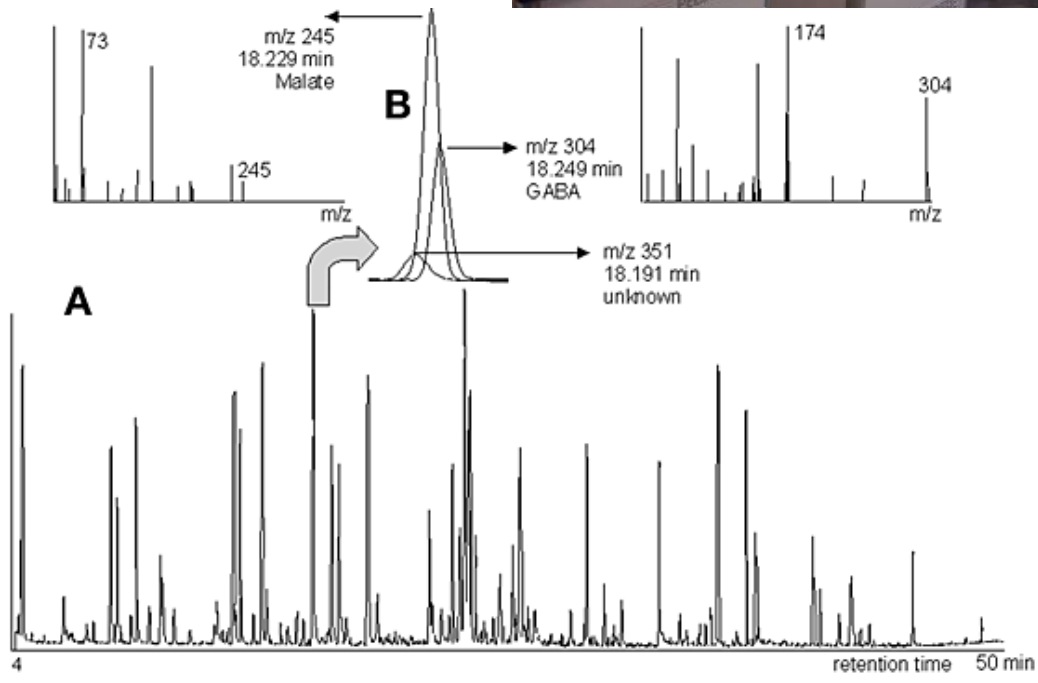 73
245
m/z
m/z 245
18.229 min
Malate
B
m/z 304
18.249 min
GABA
m/z 351
18.191 min
unknown
174
304
m/z
A
4
retention time 50 min